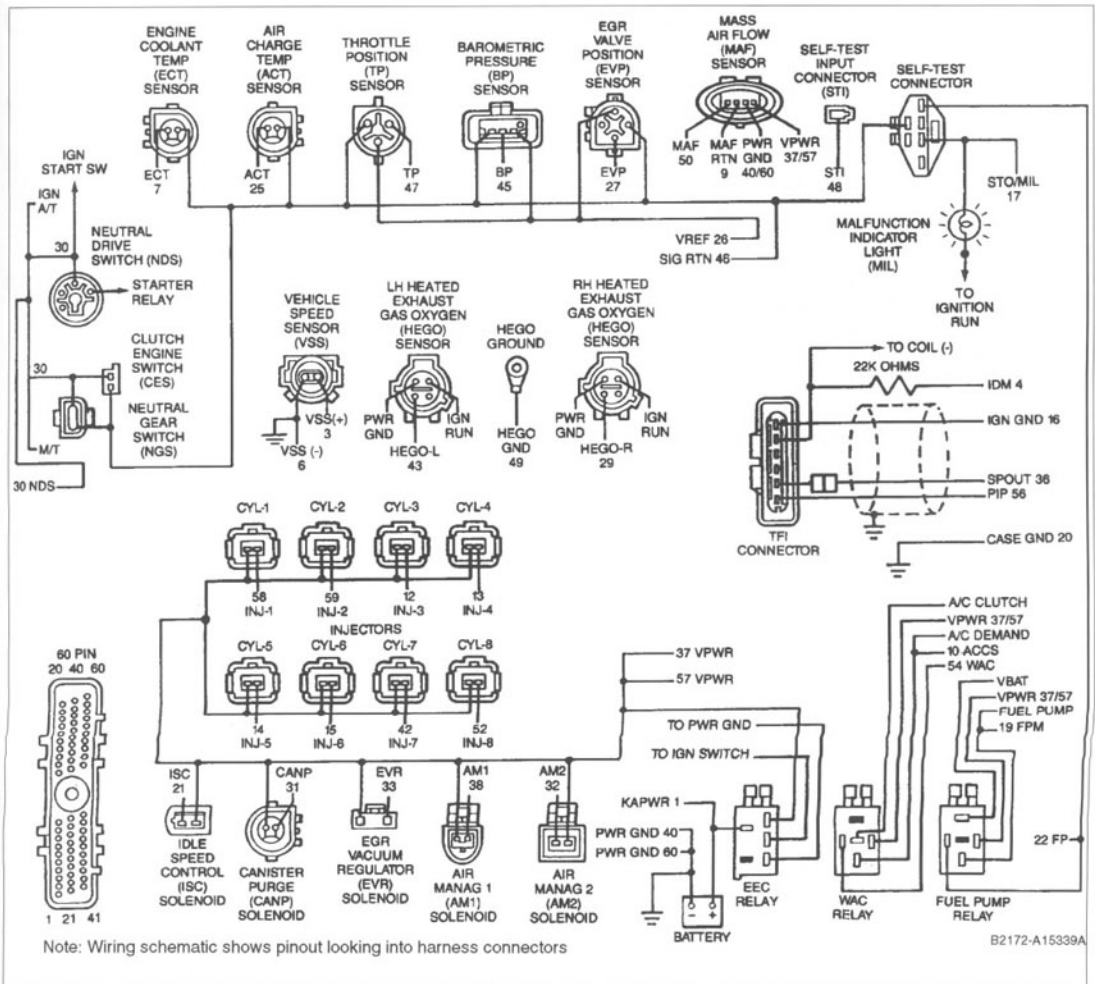 ENGINE
COOLANT
TEMP
(ECT)
SENSOR
ECT
7
AIR
CHARGE
TEMP
(ACT)
SENSOR
ACT
25
THROTTLE
POSITION
(TP)
SENSOR
TP
47
BAROMETRIC
PRESSURE
(BP)
SENSOR
BP
45
EGR
VALVE
POSITION
(EVP)
SENSOR
EVP
27
MASS
AIR FLOW
(MAF)
SENSOR
MAF
50
MAF
RTN
9
PWR
GND
40/60
VPWR
37/57
SELF-TEST
INPUT
CONNECTOR
(STI)
STI
48
SELF-TEST
CONNECTOR
STO/MIL
17
MALFUNCTION
INDICATOR
LIGHT
(MIL)
TO
IGNITION
RUN
VREF 26
SIG RTN 46
IGN
START SW
IGN
A/T
30
NEUTRAL
DRIVE
SWITCH (NDS)
STARTER
RELAY
CLUTCH
ENGINE
SWITCH
(CES)
30
NEUTRAL
GEAR
SWITCH
(NGS)
M/T
30 NDS
VEHICLE
SPEED
SENSOR
(VSS)
VSS(+)
3
VSS (-)
6
LH HEATED
EXHAUST
GAS OXYGEN
(HEGO)
SENSOR
PWR
GND
IGN
RUN
HEGO-L
43
HEGO
GROUND
HEGO
GND
49
RH HEATED
EXHAUST
GAS OXYGEN
(HEGO)
SENSOR
PWR
GND
IGN
RUN
HEGO-R
29
TO COIL (-)
22K OHMS
IDM 4
IGN GND 16
SPOUT 36
PIP 56
TFI
CONNECTOR
CASE GND 20
CYL-1
CYL-2
CYL-3
CYL-4
58
INJ-1
59
INJ-2
12
INJ-3
13
INJ-4
INJECTORS
CYL-5
CYL-6
CYL-7
CYL-8
14
INJ-5
15
INJ-6
42
INJ-7
52
INJ-8
60 PIN
20 40 60
1 21 41
ISC
21
IDLE
SPEED
CONTROL
(ISC)
SOLENOID
CANP
31
CANISTER
PURGE
(CANP)
SOLENOID
EVR
33
EGR
VACUUM
REGULATOR
(EVR)
SOLENOID
AM1
38
AIR
MANAG 1
(AM1)
SOLENOID
AM2
32
AIR
MANAG 2
(AM2)
SOLENOID
37 VPWR
57 VPWR
TO PWR GND
TO IGN SWITCH
KAPWR 1
PWR GND 40
PWR GND 60
- +
BATTERY
EEC
RELAY
A/C CLUTCH
VPWR 37/57
A/C DEMAND
10 ACCS
54 WAC
WAC
RELAY
VBAT
VPWR 37/57
FUEL PUMP
19 FPM
22 FP
FUEL PUMP
RELAY
Note: Wiring schematic shows pinout looking into harness connectors
B2172-A15339A